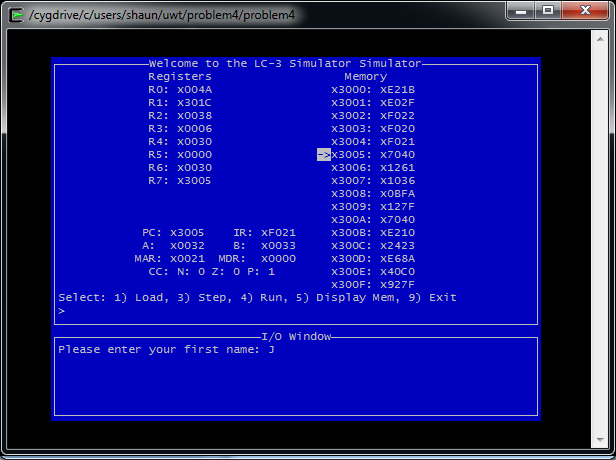 /cygdrive/c/users/shaun/uwt/problem4/problem4
Welcome to the LC-3 Simulator Simulator
Registers Memory
R0: x004A x3000: xE21B
R1: x301C x3001: xE02F
R2: x0038 x3002: xF022
R3: x0006 x3003: xF020
R4: x0030 x3004: xF021
R5: x0000 ->x3005: x7040
R6: x0030 x3006: x1261
R7: x3005 x3007: x1036
x3008: x0BFA
x3009: x127F
x300A: x7040
PC: x3005 IR: xF021 x300B: xE210
A: x0032 B: x0033 x300C: x2423
MAR: x0021 MDR: x0000 x300D: xE68A
CC: N: 0 Z: 0 P: 1 x300E: x40C0
x300F: x927F
Select: 1) Load, 3) Step, 4) Run, 5) Display Mem, 9) Exit
>
I/O Window
Please enter your first name: J